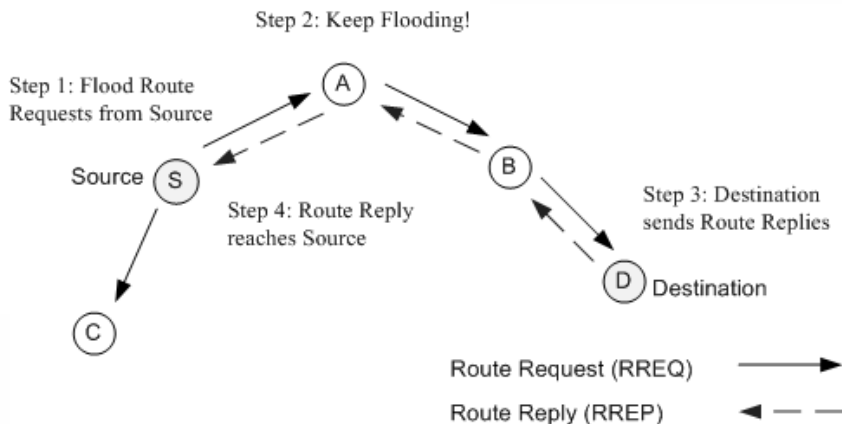 Step 2: Keep Flooding!
Step 1: Flood Route
Requests from Source
A
B
Source
S
Step 3: Destination
sends Route Replies
Step 4: Route Reply
reaches Source
D
Destination
C
Route Request (RREQ)
Route Reply (RREP)